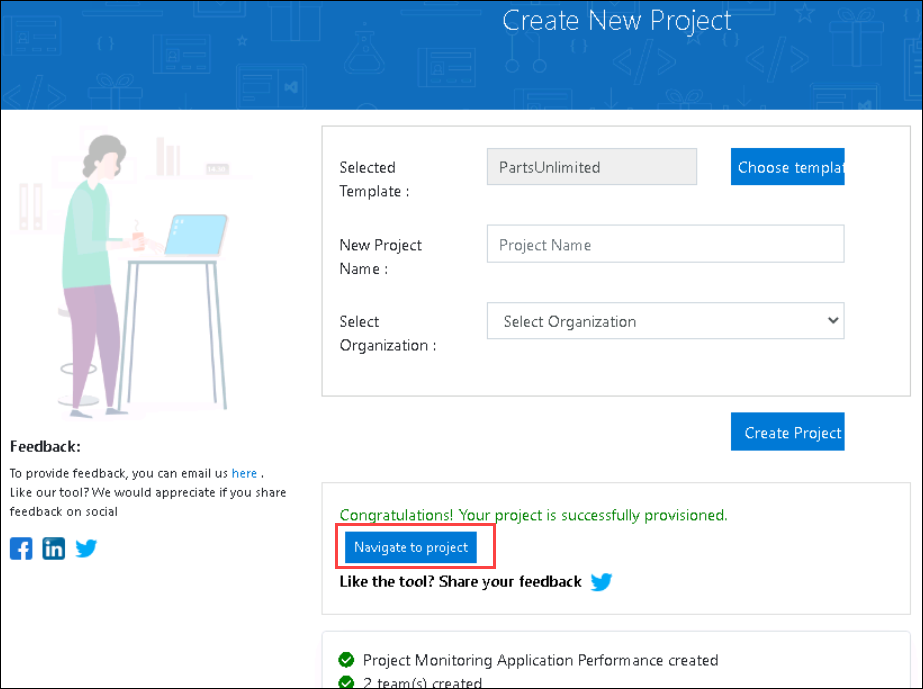 Create New Project
Selected
Template :
PartsUnlimited
Choose templat
New Project
Name :
Project Name
Select
Organization :
Select Organization
Create Project
Feedback:
To provide feedback, you can email us here .
Like our tool? We would appreciate if you share
feedback on social
Congratulations! Your project is successfully provisioned.
Navigate to project
Like the tool? Share your feedback
Project Monitoring Application Performance created
2 team(s) created